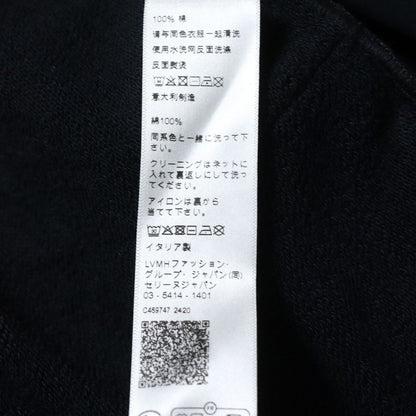 100% 棉
请与同色衣服一起清洗
使用水洗网反面洗涤
反面熨袋
意大利制造
綿100%
同系色と一緒に洗って下
さい。
クリーニングはネットに
入れて裏返しにして洗っ
てください。
アイロンは裏から
当てて下さい。
イタリア製
LVMHファッション・
グループ・ジャパン(同)
セリーヌジャパン
03 - 5414 - 1401
C469747 2420